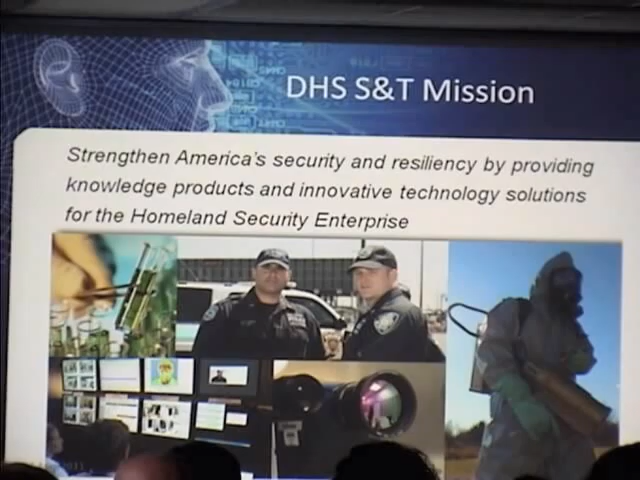 DHS S&T Mission
Strengthen America's security and resiliency by providing
knowledge products and innovative technology solutions
for the Homeland Security Enterprise